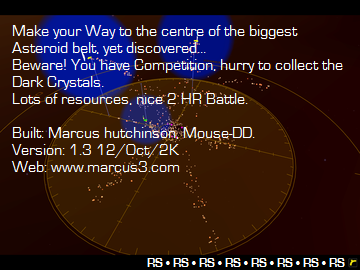 Make your Way to the centre of the biggest
Asteroid belt, yet discovered...
Beware! You have Competition, hurry to collect the
Dark Crystals.
Lots of resources, nice 2 HR Battle.
Built: Marcus hutchinson, Mouse-DD.
Version: 1.3 12/Oct/2K
Web: www.marcus3.com
RS • RS • RS • RS • RS • RS • RS • RS r